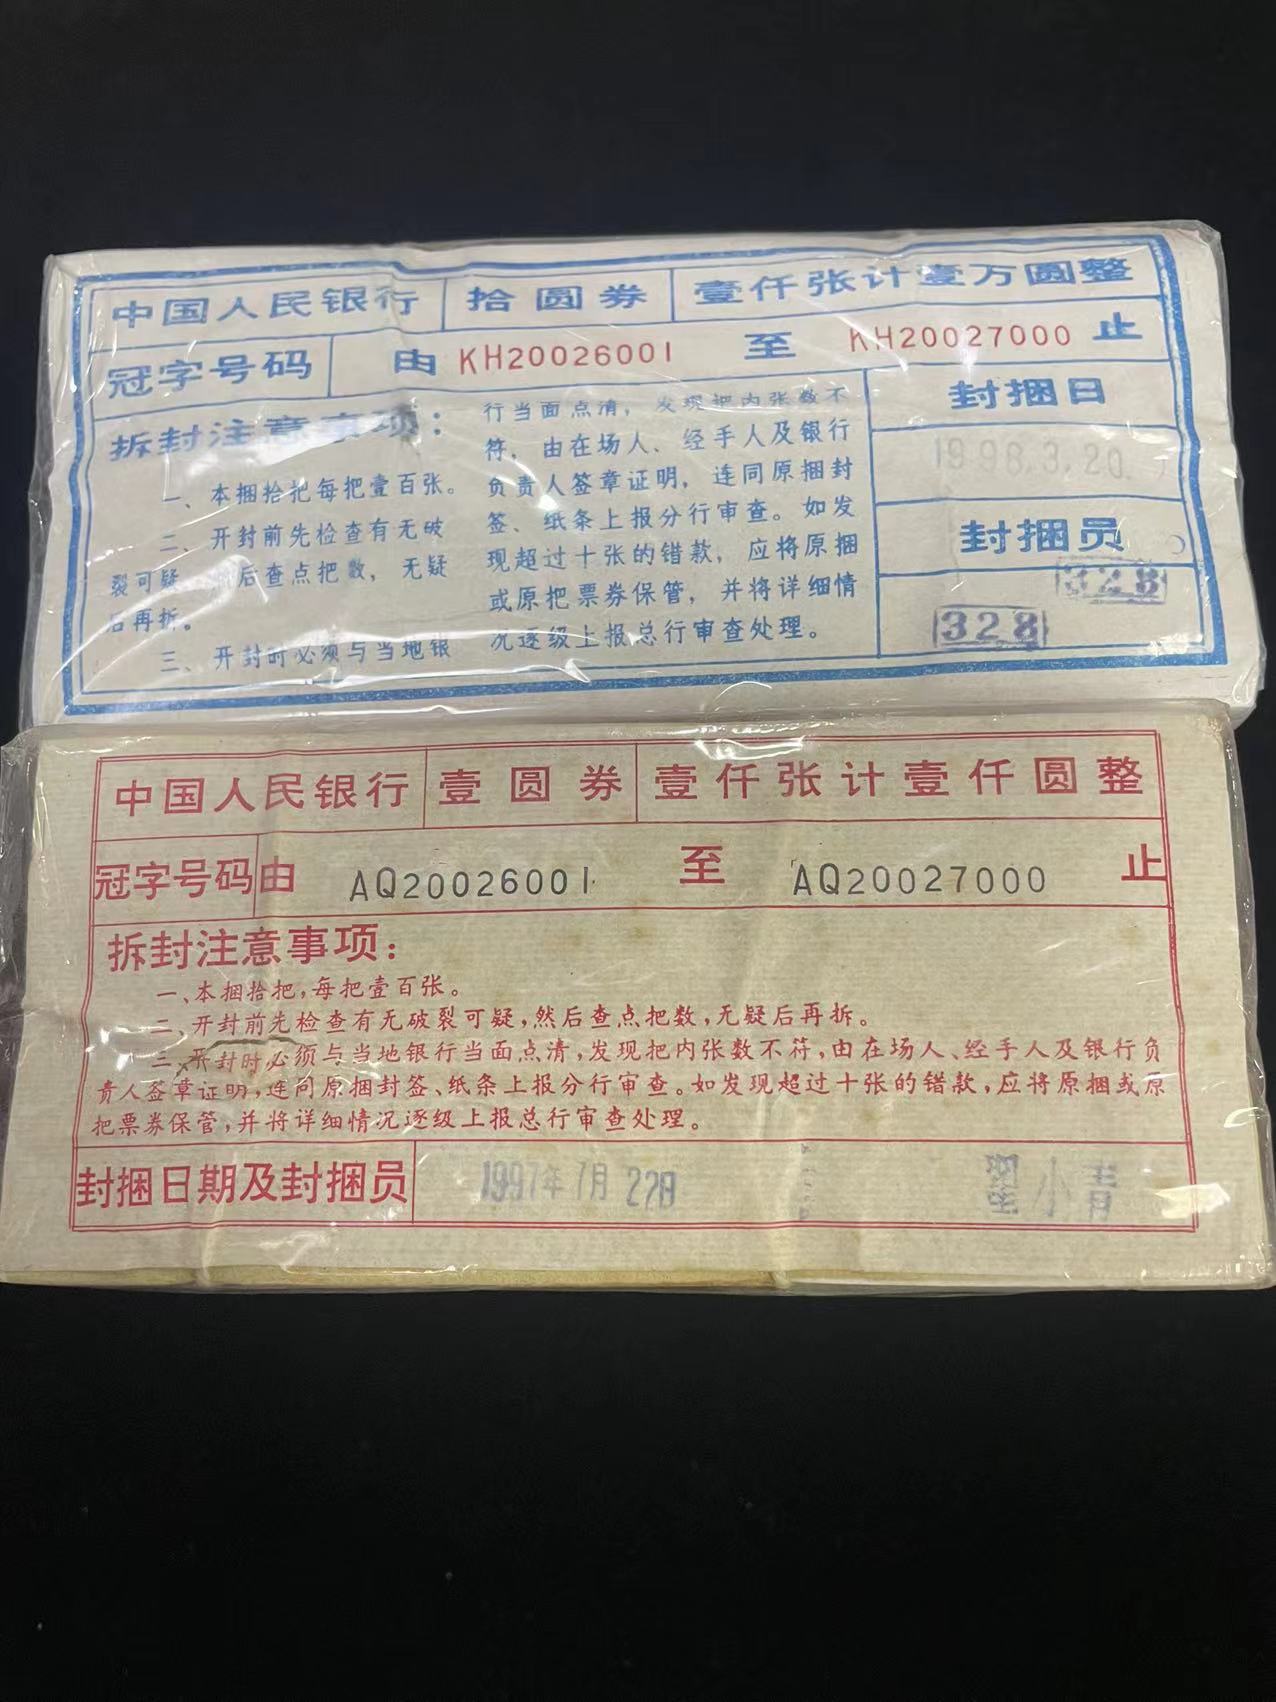 中国人民银行 拾圆券 壹仟张计壹万圆整
冠字号码 由 KH20026001 至 KH20027000 止
拆封注意事项：
一、本捆拾把每把壹百张。
二、开封前先检查有无破
裂可疑 后查点把数，无疑
后再拆。
三、开封时必须与当地银
行当面点清，发现把内张数不
符，由在场人、经手人及银行
负责人签章证明，连同原捆封
签、纸条上报分行审查。如发
现超过十张的错款，应将原捆
或原把票券保管，并将详细情
况逐级上报总行审查处理。
封捆日
1998.3.20
封捆员
328
328
中国人民银行 壹圆券 壹仟张计壹仟圆整
冠字号码 由 AQ20026001 至 AQ20027000 止
拆封注意事项：
一、本捆拾把，每把壹百张。
二、开封前先检查有无破裂可疑，然后查点把数，无疑后再拆。
三、开封时必须与当地银行当面点清，发现把内张数不符，由在场人、经手人及银行负
责人签章证明，连同原捆封签、纸条上报分行审查。如发现超过十张的错款，应将原捆或原
把票券保管，并将详细情况逐级上报总行审查处理。
封捆日期及封捆员 1997年7月22日 小青